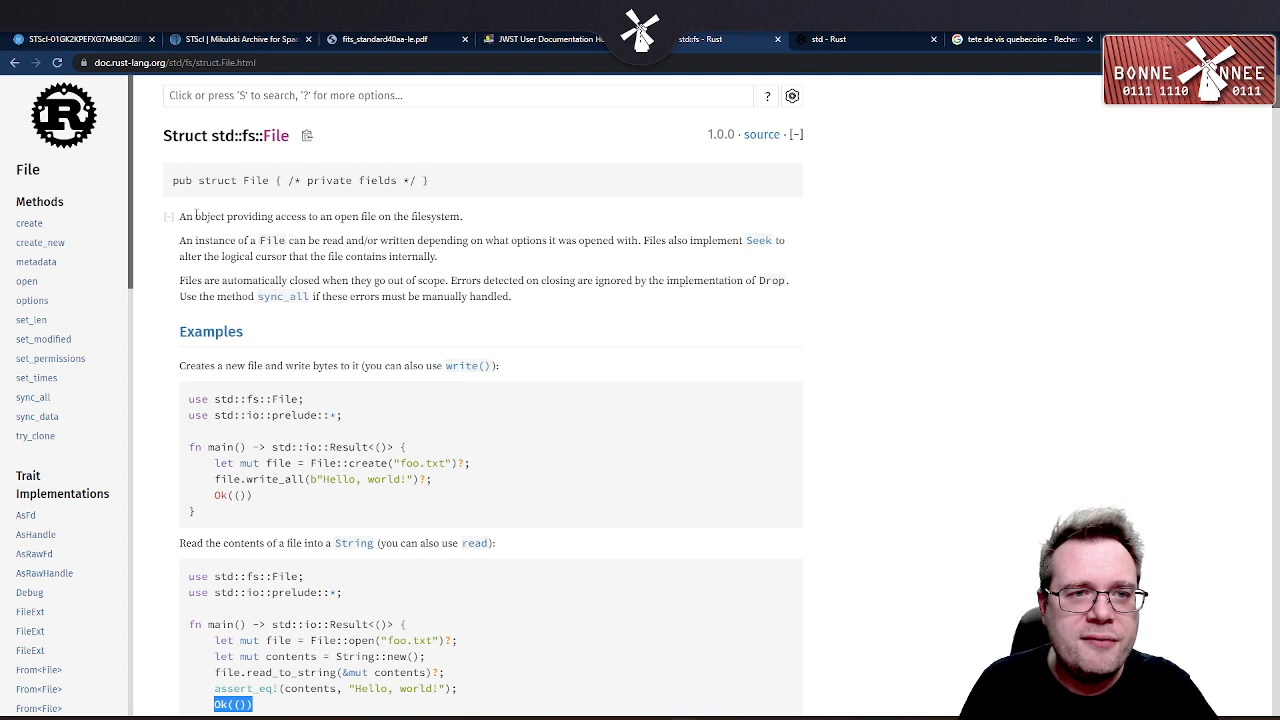 STScI-01GK2KPEFXG7M98JC28R
STScI | Mikulski Archive for Spac
fits_standard40aa-le.pdf
JWST User Documentation Ho
std::fs - Rust
std - Rust
tete de vis quebecoise - Recherc
doc.rust-lang.org/std/fs/struct.File.html
BONNE ANNEE
0111 1110 0111
Click or press 'S' to search, '?' for more options…
?
R
File
Methods
create
create_new
metadata
open
options
set_len
set_modified
set_permissions
set_times
sync_all
sync_data
try_clone
Trait
Implementations
AsFd
AsHandle
AsRawFd
AsRawHandle
Debug
FileExt
FileExt
FileExt
From<File>
From<File>
From<File>
Struct std::fs::File
1.0.0 · source · [-]
pub struct File { /* private fields */ }
[-] An object providing access to an open file on the filesystem.
An instance of a File can be read and/or written depending on what options it was opened with. Files also implement Seek to
alter the logical cursor that the file contains internally.
Files are automatically closed when they go out of scope. Errors detected on closing are ignored by the implementation of Drop.
Use the method sync_all if these errors must be manually handled.
Examples
Creates a new file and write bytes to it (you can also use write()):
use std::fs::File;
use std::io::prelude::*;
fn main() -> std::io::Result<()> {
let mut file = File::create("foo.txt")?;
file.write_all(b"Hello, world!")?;
Ok(())
}
Read the contents of a file into a String (you can also use read):
use std::fs::File;
use std::io::prelude::*;
fn main() -> std::io::Result<()> {
let mut file = File::open("foo.txt")?;
let mut contents = String::new();
file.read_to_string(&mut contents)?;
assert_eq!(contents, "Hello, world!");
Ok(())